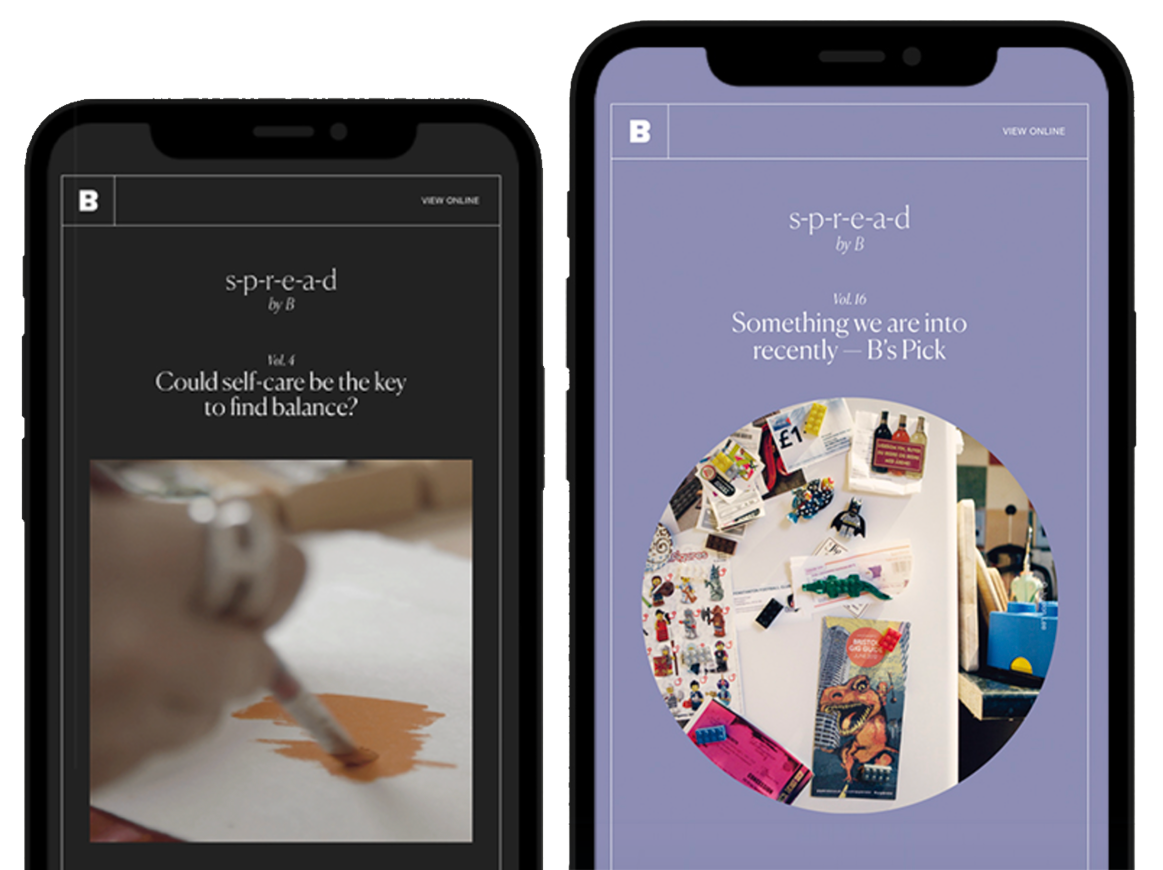 B
VIEW ONLINE
s-p-r-e-a-d
by B
Vol. 4
Could self-care be the key
to find balance?
B
VIEW ONLINE
s-p-r-e-a-d
by B
Vol. 16
Something we are into
recently — B's Pick
£1
BRISTOL
GIG GUIDE